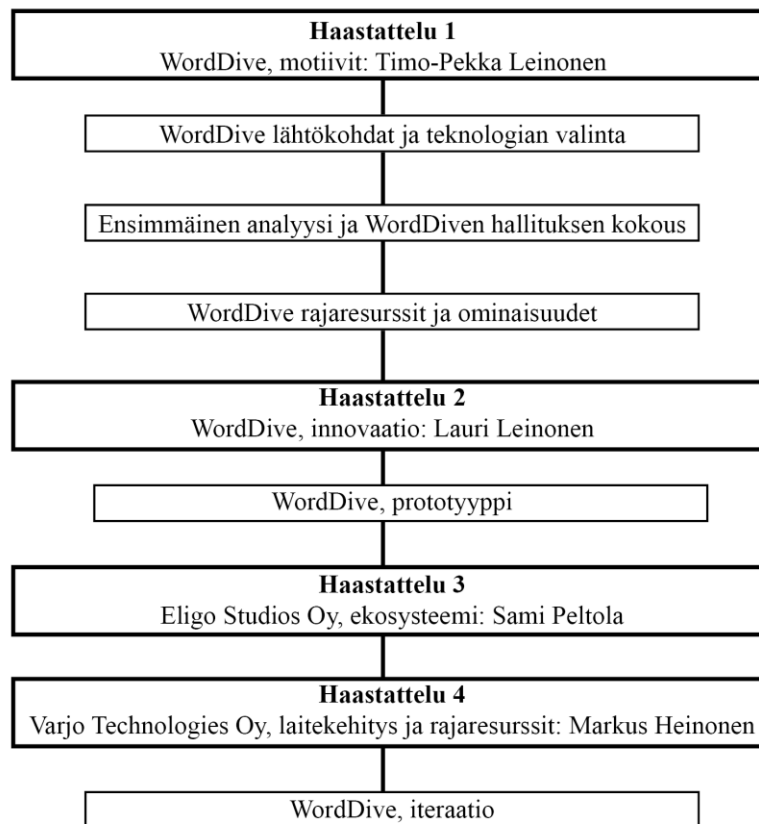 Haastattelu 1
WordDive, motiivit: Timo-Pekka Leinonen
WordDive lähtökohdat ja teknologian valinta
Ensimmäinen analyysi ja WordDiven hallituksen kokous
WordDive rajaresurssit ja ominaisuudet
Haastattelu 2
WordDive, innovaatio: Lauri Leinonen
WordDive, prototyyppi
Haastattelu 3
Eligo Studios Oy, ekosysteemi: Sami Peltola
Haastattelu 4
Varjo Technologies Oy, laitekehitys ja rajaresurssit: Markus Heinonen
WordDive, iteraatio